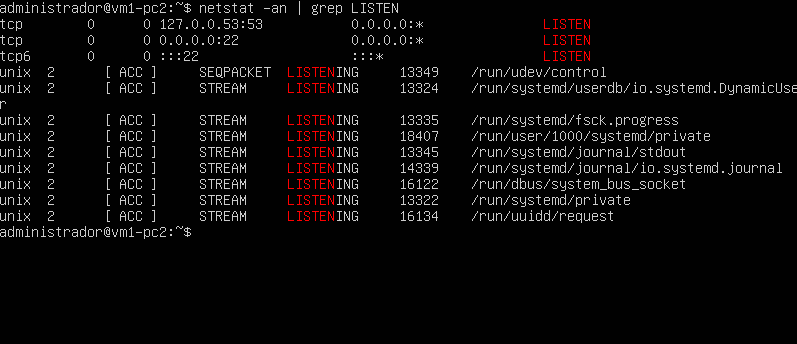 administrador@vm1-pc2:~$ netstat -an | grep LISTEN
tcp        0      0 127.0.0.53:53           0.0.0.0:*               LISTEN
tcp        0      0 0.0.0.0:22              0.0.0.0:*               LISTEN
tcp6       0      0 :::22                   :::*                    LISTEN
unix  2      [ ACC ]     SEQPACKET  LISTENING     13349    /run/udev/control
unix  2      [ ACC ]     STREAM     LISTENING     13324    /run/systemd/userdb/io.systemd.DynamicUse
r
unix  2      [ ACC ]     STREAM     LISTENING     13335    /run/systemd/fsck.progress
unix  2      [ ACC ]     STREAM     LISTENING     18407    /run/user/1000/systemd/private
unix  2      [ ACC ]     STREAM     LISTENING     13345    /run/systemd/journal/stdout
unix  2      [ ACC ]     STREAM     LISTENING     14339    /run/systemd/journal/io.systemd.journal
unix  2      [ ACC ]     STREAM     LISTENING     16122    /run/dbus/system_bus_socket
unix  2      [ ACC ]     STREAM     LISTENING     13322    /run/systemd/private
unix  2      [ ACC ]     STREAM     LISTENING     16134    /run/uuidd/request
administrador@vm1-pc2:~$